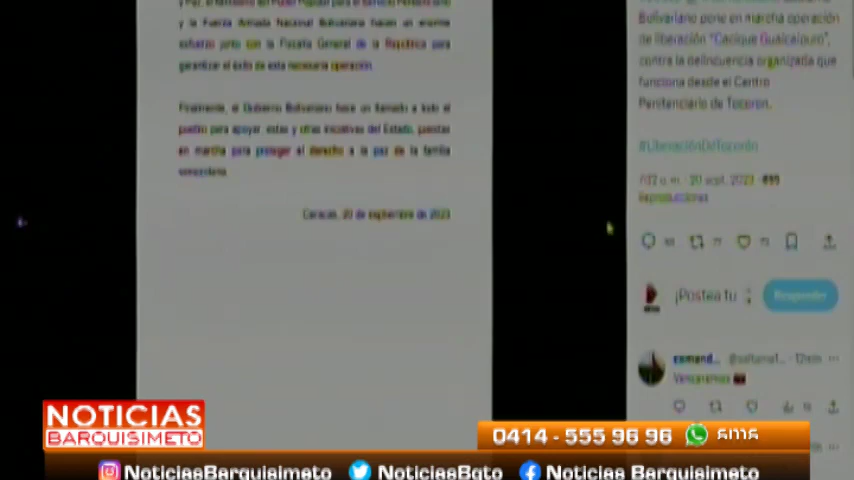 y la Fuerza Armada Nacional Bolivariana hacen un enorme
esfuerzo junto con la Fiscalía General de la República para
garantizar el éxito de esta necesaria operación.
Finalmente, el Gobierno Bolivariano hace un llamado a todo el
pueblo para apoyar, estas y otras iniciativas del Estado, puestas
en marcha para proteger el derecho a la paz de la familia
venezolana.
Caracas, 20 de septiembre de 2023
Bolivariano pone en marcha operación
de liberación "Cacique Guaicaipuro",
contra la delincuencia organizada que
funciona desde el Centro
Penitenciario de Tocorón.
#LiberaciónDeTocorón
20 sept. 2023
Reproducciones
¡Postea tu
Responder
Venceremos
NOTICIAS
BARQUISIMETO
0414 - 555 96 96
NoticiasBarquisimeto NoticiasBqto Noticias Barquisimeto